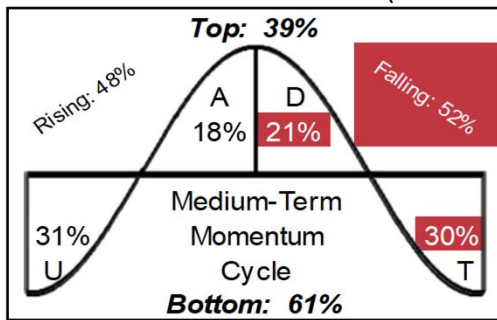 Top: 39%
Rising: 48%
Falling: 52%
A
D
18%
21%
Medium-Term
31%
Momentum
30%
U
Cycle
T
Bottom: 61%